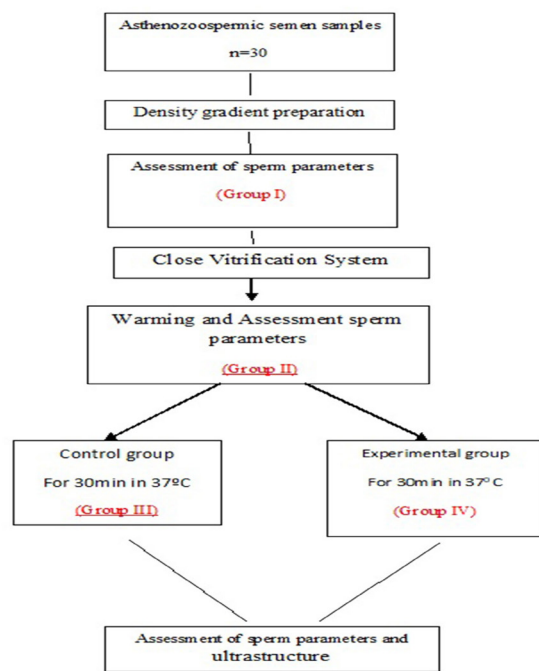 Asthenozoospermic semen samples
n=30
Density gradient preparation
Assessment of sperm parameters
(Group I)
Close Vitrification System
Warming and Assessment sperm
parameters
(Group II)
Control group
For 30min in 37ºC
(Group III)
Experimental group
For 30min in 37°C
(Group IV)
Assessment of sperm parameters and
ultrastructure